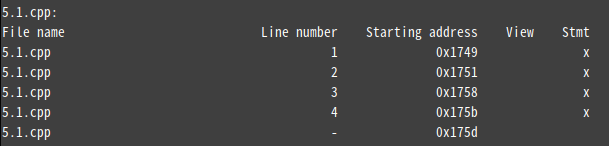 5.1.cpp:
File name Line number Starting address View Stmt
5.1.cpp 1 0x1749 x
5.1.cpp 2 0x1751 x
5.1.cpp 3 0x1758 x
5.1.cpp 4 0x175b x
5.1.cpp - 0x175d